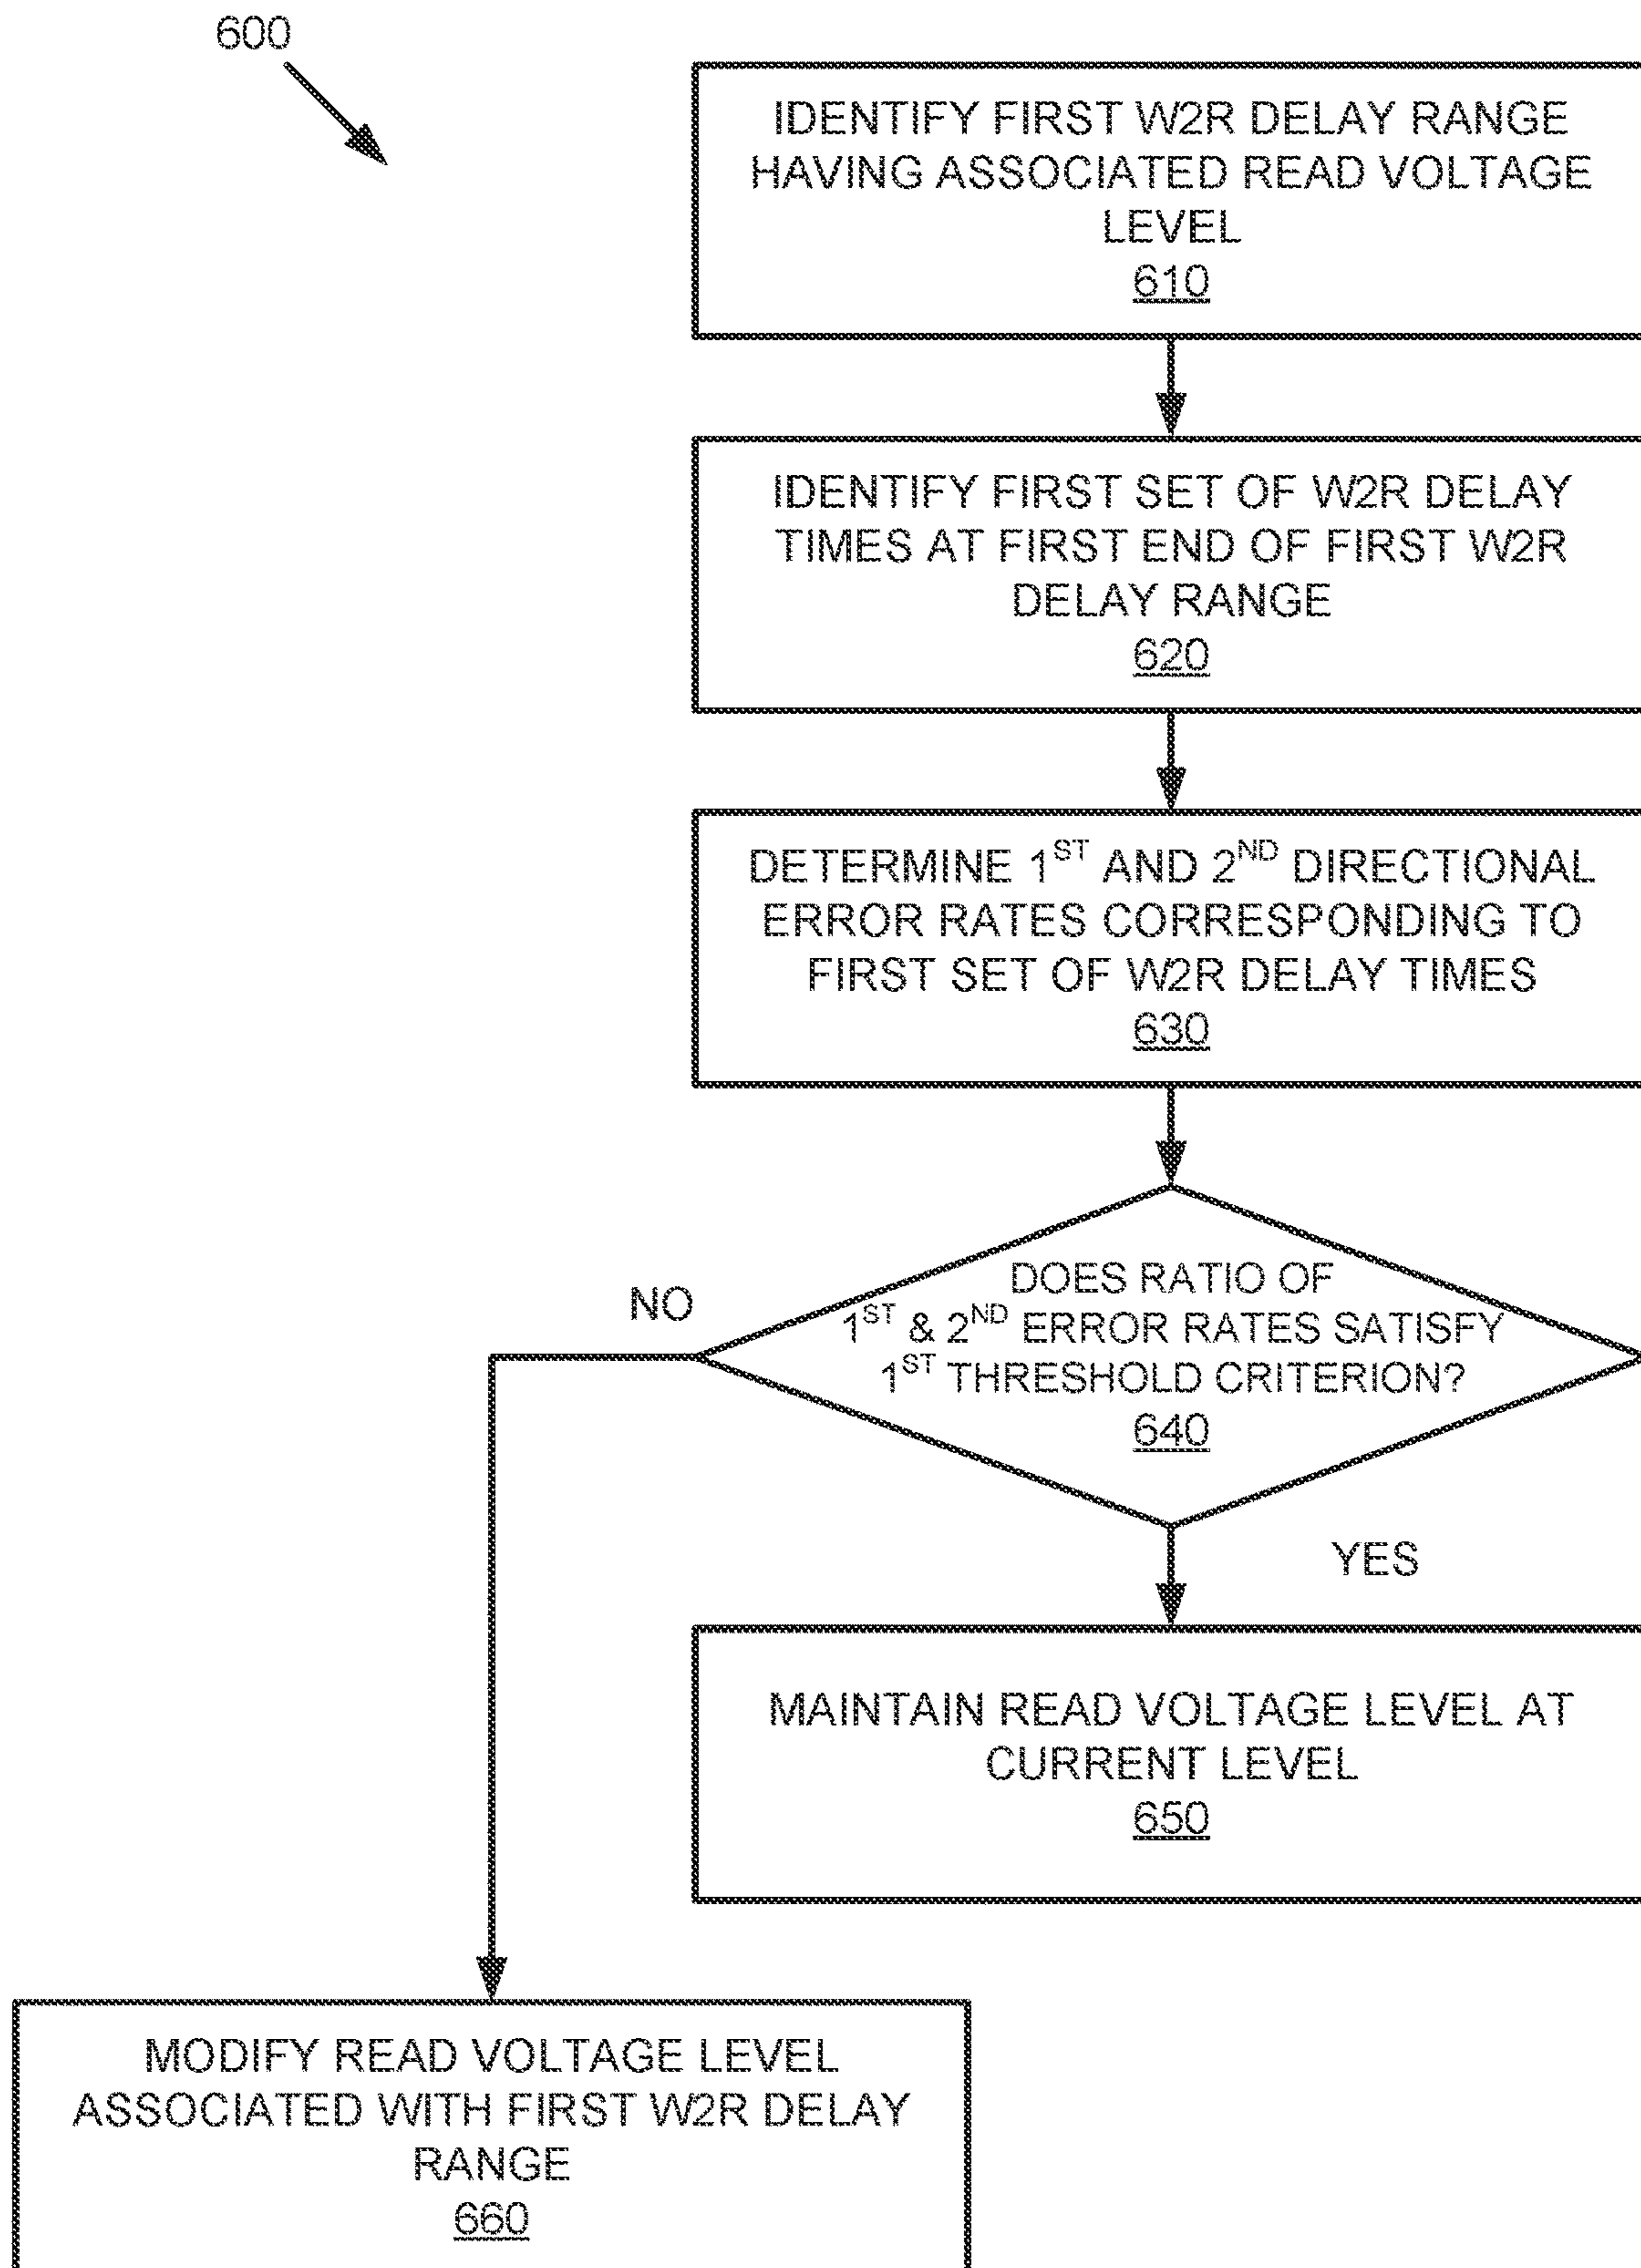 600
IDENTIFY FIRST W2R DELAY RANGE
HAVING ASSOCIATED READ VOLTAGE
LEVEL
610
IDENTIFY FIRST SET OF W2R DELAY
TIMES AT FIRST END OF FIRST W2R
DELAY RANGE
620
DETERMINE 1ST AND 2ND DIRECTIONAL
ERROR RATES CORRESPONDING TO
FIRST SET OF W2R DELAY TIMES
630
DOES RATIO OF
1ST & 2ND ERROR RATES SATISFY
1ST THRESHOLD CRITERION?
640
NO
YES
MAINTAIN READ VOLTAGE LEVEL AT
CURRENT LEVEL
650
MODIFY READ VOLTAGE LEVEL
ASSOCIATED WITH FIRST W2R DELAY
RANGE
660